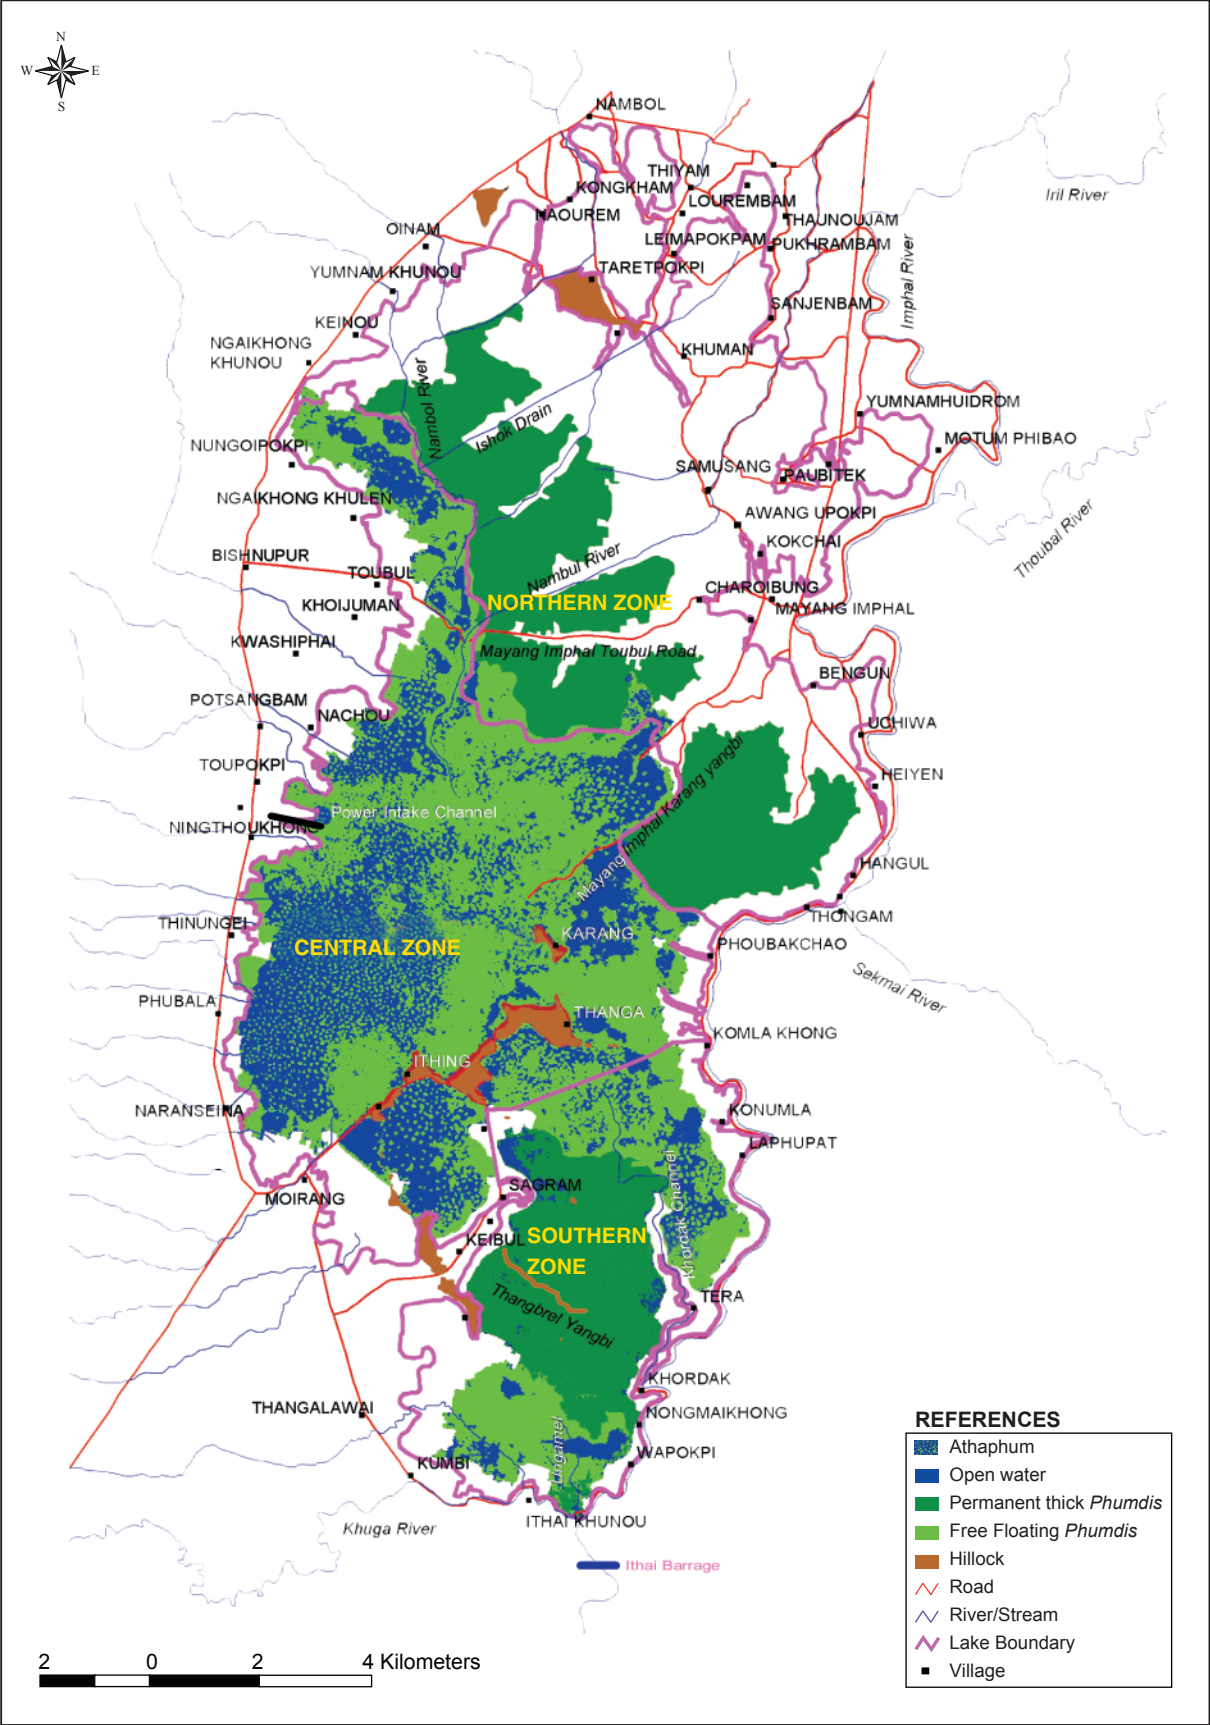 N
W E
S
NAMBOL
THIYAM
KONGKHAM
LOUREMBAM
NAOUREM
THAUNOUJAM
Iril River
OINAM
LEIMAPOKPAM
PUKHRAMBAM
YUMNAM KHUNOU
TARETPOKPI
Imphal River
SANJENBAM
KEINOU
NGAIKHONG
KHUNOU
KHUMAN
Nambol River
YUMNAMHUIDROM
Ishok Drain
MOTUM PHIBAO
NUNGOIPOKPI
SAMUSANG
PAUBITEK
NGAIKHONG KHULEN
AWANG UPOKPI
Thoubal River
KOKCHAI
BISHNUPUR
Nambul River
TOUBUL
CHAROIBUNG
NORTHERN ZONE
KHOIJUMAN
MAYANG IMPHAL
KWASHIPHAI
Mayang Imphal Toubul Road
BENGUN
POTSANGBAM
NACHOU
UCHIWA
TOUPOKPI
HEIYEN
Mayang Imphal Karang yangbi
Power Intake Channel
NINGTHOUKHONG
HANGUL
THINUNGEI
THONGAM
CENTRAL ZONE
KARANG
PHOUBAKCHAO
Sekmai River
PHUBALA
THANGA
KOMLA KHONG
ITHING
NARANSEINA
KONUMLA
LAPHUPAT
Khordak Channel
MOIRANG
SAGRAM
KEIBUL
SOUTHERN
ZONE
TERA
Thangbrel Yangbi
KHORDAK
THANGALAWAI
NONGMAIKHONG
Ungamel
WAPOKPI
KUMBI
Khuga River
ITHAI KHUNOU
Ithai Barrage
REFERENCES
Athaphum
Open water
Permanent thick Phumdis
Free Floating Phumdis
Hillock
Road
River/Stream
Lake Boundary
Village
2 0 2 4 Kilometers